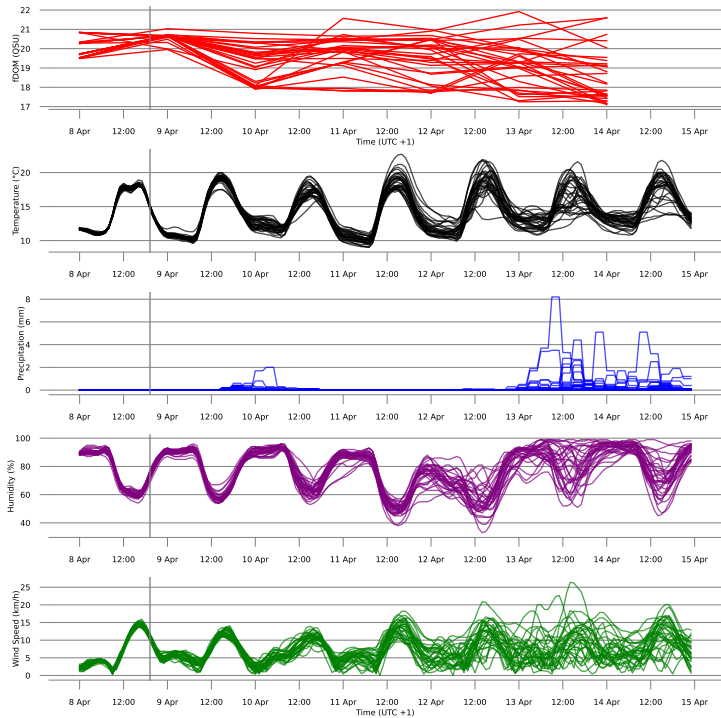 22
21
20
19
18
17
fDOM (QSU)
8 Apr 12:00 9 Apr 12:00 10 Apr 12:00 11 Apr 12:00 12 Apr 12:00 13 Apr 12:00 14 Apr 12:00 15 Apr
Time (UTC +1)
20
15
10
Temperature (°C)
8 Apr 12:00 9 Apr 12:00 10 Apr 12:00 11 Apr 12:00 12 Apr 12:00 13 Apr 12:00 14 Apr 12:00 15 Apr
8
6
4
2
0
Precipitation (mm)
8 Apr 12:00 9 Apr 12:00 10 Apr 12:00 11 Apr 12:00 12 Apr 12:00 13 Apr 12:00 14 Apr 12:00 15 Apr
100
80
60
40
Humidity (%)
8 Apr 12:00 9 Apr 12:00 10 Apr 12:00 11 Apr 12:00 12 Apr 12:00 13 Apr 12:00 14 Apr 12:00 15 Apr
25
20
15
10
5
0
Wind Speed (km/h)
8 Apr 12:00 9 Apr 12:00 10 Apr 12:00 11 Apr 12:00 12 Apr 12:00 13 Apr 12:00 14 Apr 12:00 15 Apr
Time (UTC +1)